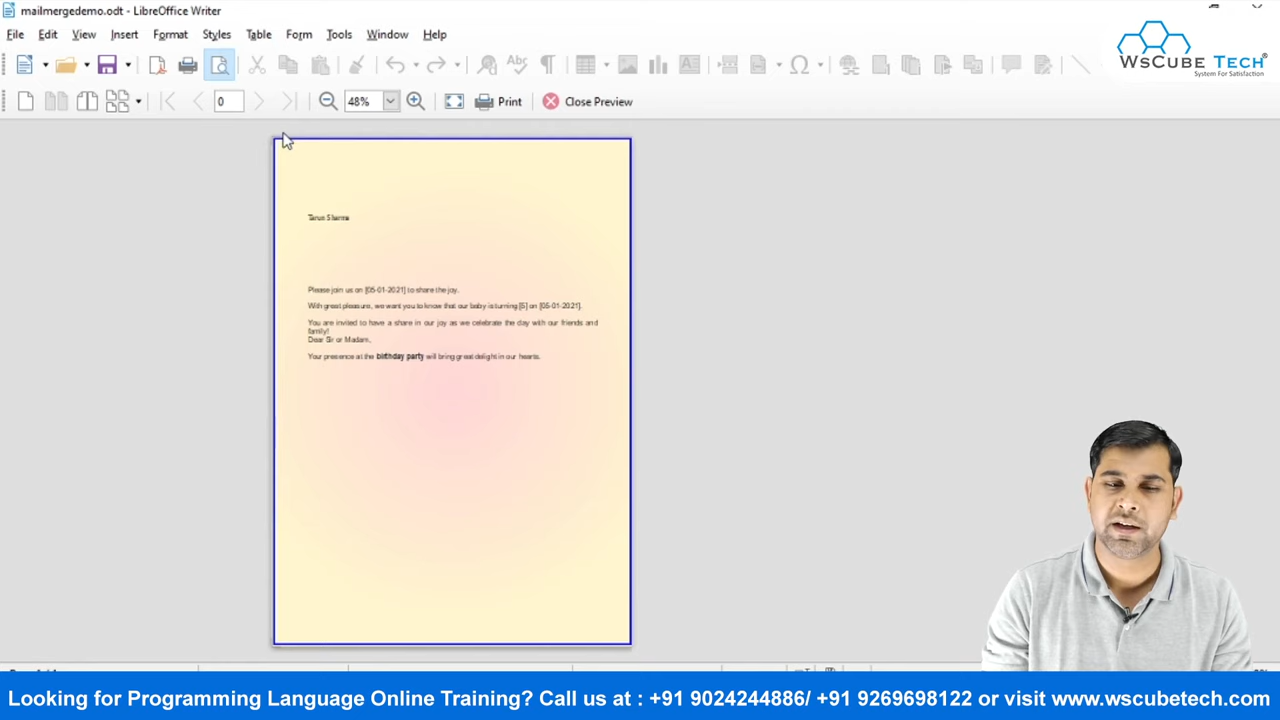 mailmergedemo.odt - LibreOffice Writer
File Edit View Insert Format Styles Table Form Tools Window Help
WsCUBE TECH®
System For Satisfaction
0 48% Print Close Preview
Tarun Sharma
Please join us on [05-01-2021] to share the joy.
With great pleasure, we want you to know that our baby is turning [5] on [05-01-2021].
You are invited to have a share in our joy as we celebrate the day with our friends and
family!
Dear Sir or Madam,
Your presence at the birthday party will bring great delight in our hearts.
Looking for Programming Language Online Training? Call us at : +91 9024244886/ +91 9269698122 or visit www.wscubetech.com